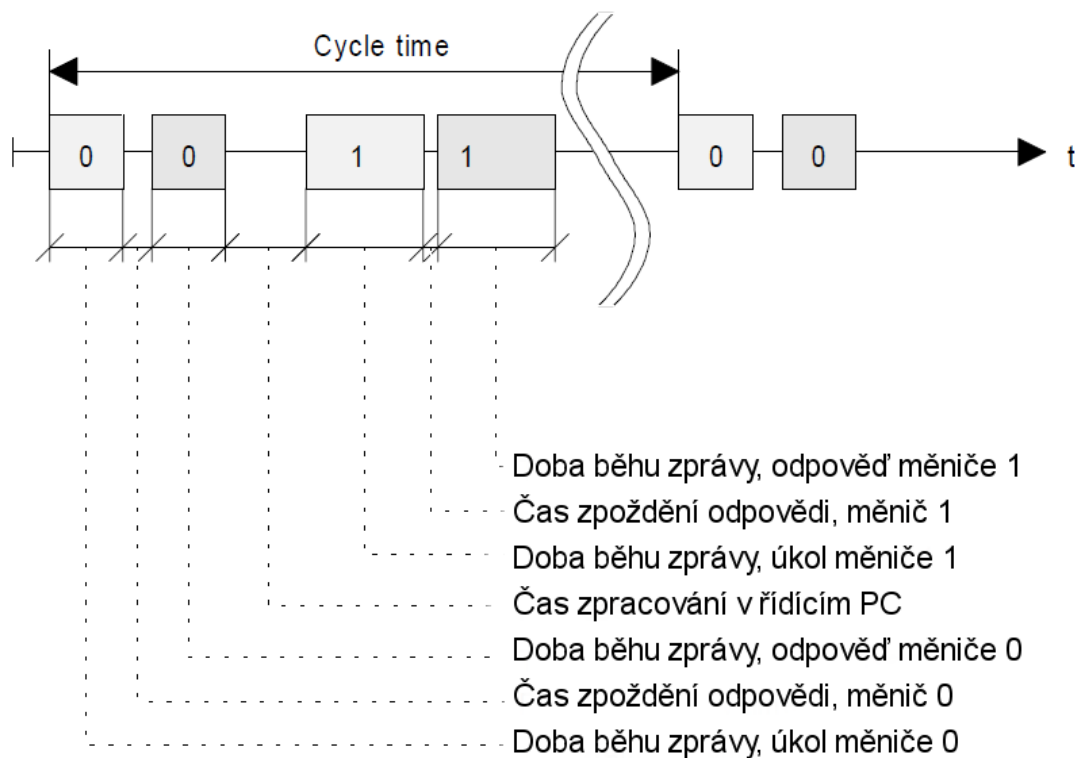 Cycle time
0 0 1 1 0 0 t
Doba běhu zprávy, odpověď měniče 1
Čas zpoždění odpovědi, měnič 1
Doba běhu zprávy, úkol měniče 1
Čas zpracování v řídícím PC
Doba běhu zprávy, odpověď měniče 0
Čas zpoždění odpovědi, měnič 0
Doba běhu zprávy, úkol měniče 0